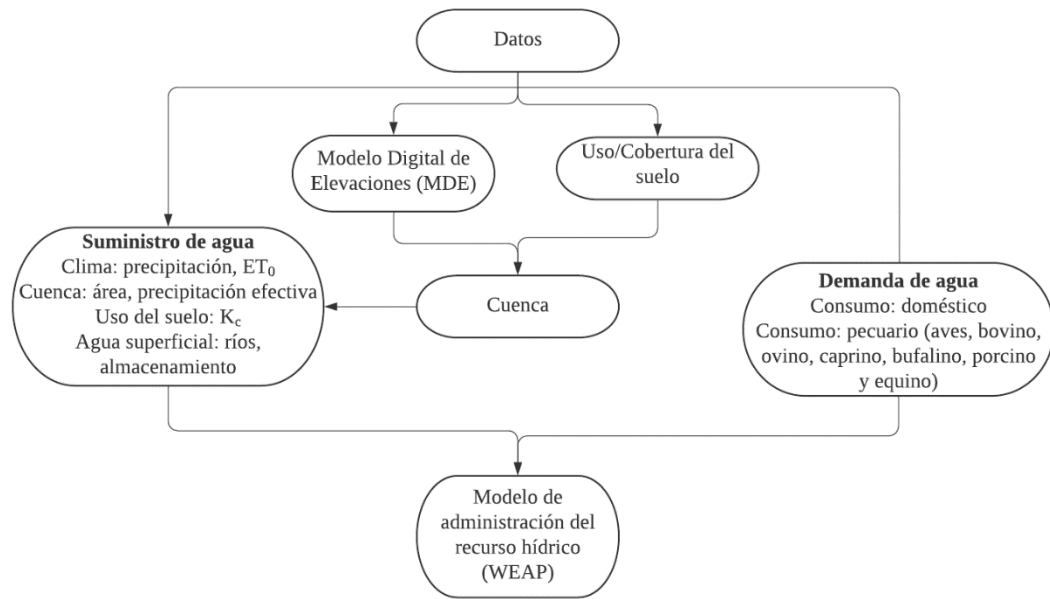 Datos
Modelo Digital de
Elevaciones (MDE)
Uso/Cobertura del
suelo
Suministro de agua
Clima: precipitación, ET₀
Cuenca: área, precipitación efectiva
Uso del suelo: Kc
Agua superficial: ríos,
almacenamiento
Cuenca
Demanda de agua
Consumo: doméstico
Consumo: pecuario (aves, bovino,
ovino, caprino, bufalino, porcino
y equino)
Modelo de
administración del
recurso hídrico
(WEAP)